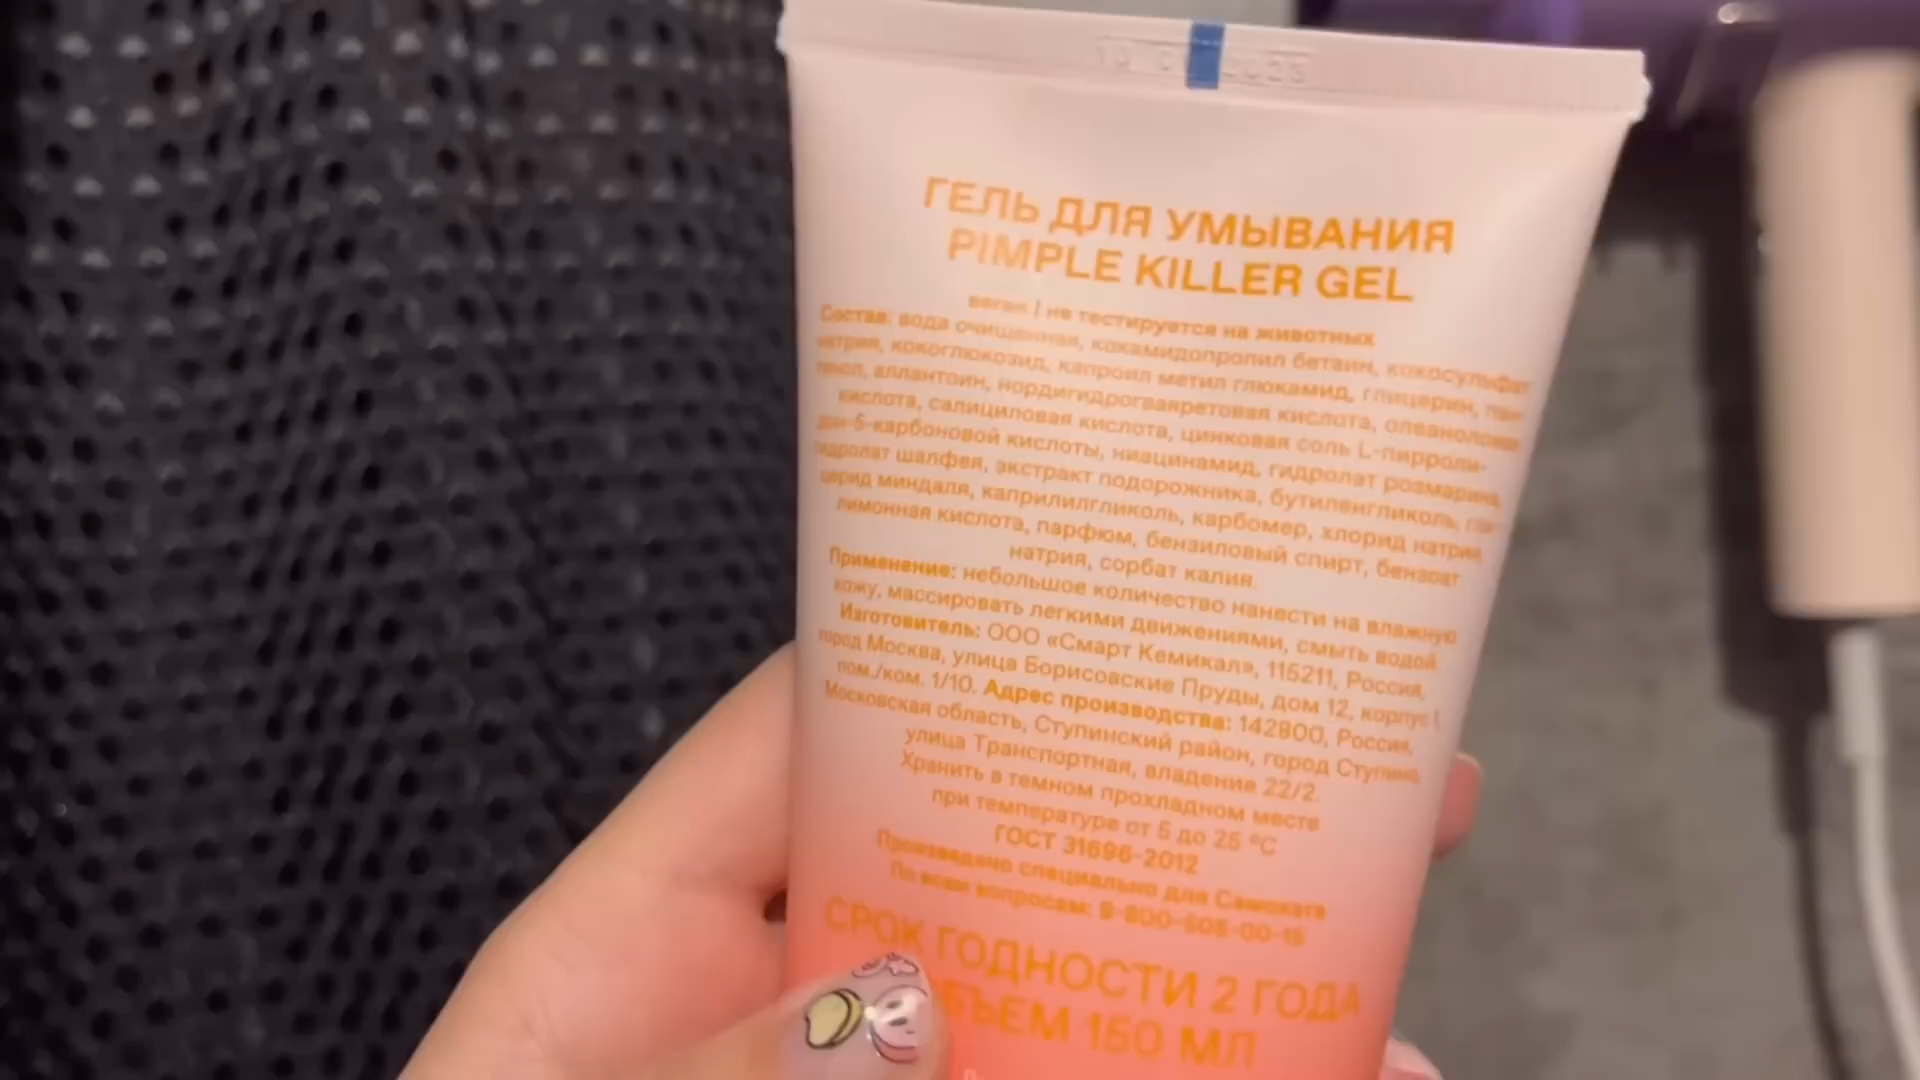 ГЕЛЬ ДЛЯ УМЫВАНИЯ
PIMPLE KILLER GEL
веган | не тестируется на животных
Состав: вода очищенная, кокамидопропил бетаин, кокосульфат
натрия, кокоглюкозид, капроил метил глюкамид, глицерин, пан-
тенол, аллантоин, нордигидрогваяретовая кислота, олеаноловая
кислота, салициловая кислота, цинковая соль L-пирроли-
дон-5-карбоновой кислоты, ниацинамид, гидролат розмарина,
гидролат шалфея, экстракт подорожника, бутиленгликоль, гли-
церид миндаля, каприлилгликоль, карбомер, хлорид натрия,
лимонная кислота, парфюм, бензиловый спирт, бензоат
натрия, сорбат калия.
Применение: небольшое количество нанести на влажную
кожу, массировать легкими движениями, смыть водой.
Изготовитель: ООО «Смарт Кемикал», 115211, Россия,
город Москва, улица Борисовские Пруды, дом 12, корпус 1,
пом./ком. 1/10. Адрес производства: 142800, Россия,
Московская область, Ступинский район, город Ступино,
улица Транспортная, владение 22/2.
Хранить в темном прохладном месте
при температуре от 5 до 25 °C
ГОСТ 31696-2012
Произведено специально для Самоката
По всем вопросам: 8-800-505-00-15
СРОК ГОДНОСТИ 2 ГОДА
ОБЪЕМ 150 МЛ